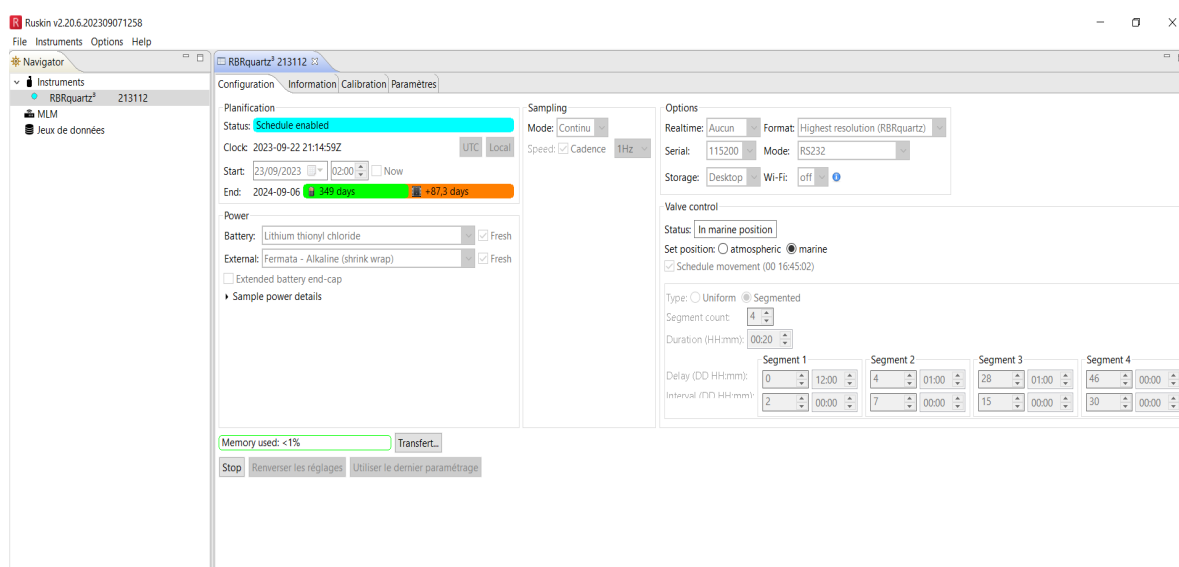 Ruskin v2.20.6.202309071258
File Instruments Options Help
Navigator
Instruments
RBRquartz³ 213112
MLM
Jeux de données
RBRquartz³ 213112
Configuration Information Calibration Paramètres
Planification
Status: Schedule enabled
Clock: 2023-09-22 21:14:59Z UTC Local
Start: 23/09/2023 02:00 Now
End: 2024-09-06 349 days +87,3 days
Power
Battery: Lithium thionyl chloride Fresh
External: Fermata - Alkaline (shrink wrap) Fresh
Extended battery end-cap
Sample power details
Sampling
Mode: Continu
Speed: Cadence 1Hz
Options
Realtime: Aucun Format: Highest resolution (RBRquartz)
Serial: 115200 Mode: RS232
Storage: Desktop Wi-Fi: off
Valve control
Status: In marine position
Set position: atmospheric marine
Schedule movement (00 16:45:02)
Type: Uniform Segmented
Segment count: 4
Duration (HH:mm): 00:20
Segment 1 Segment 2 Segment 3 Segment 4
Delay (DD HH:mm): 0 12:00 4 01:00 28 01:00 46 00:00
Interval (DD HH:mm): 2 00:00 7 00:00 15 00:00 30 00:00
Memory used: <1% Transfert...
Stop Renverser les réglages Utiliser le dernier paramétrage